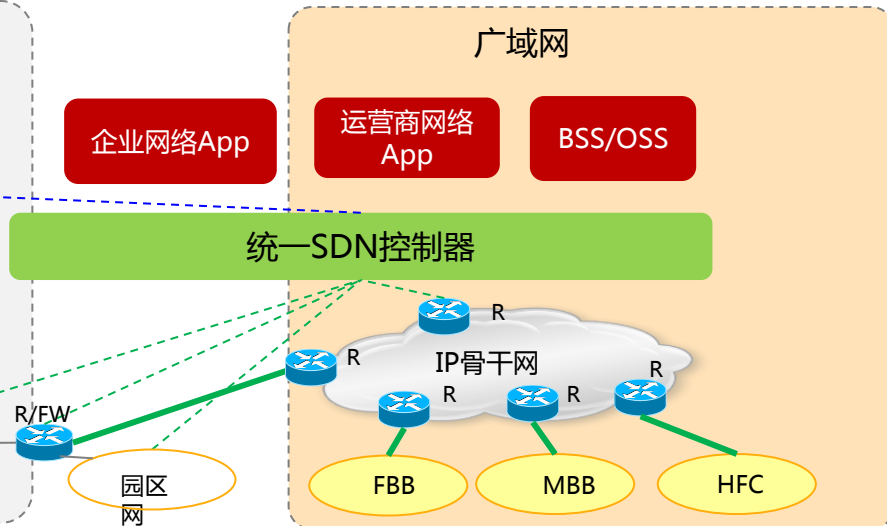 广域网
企业网络App
运营商网络
App
BSS/OSS
统一SDN控制器
R
R
IP骨干网
R
R
R
R/FW
园区
网
FBB
MBB
HFC